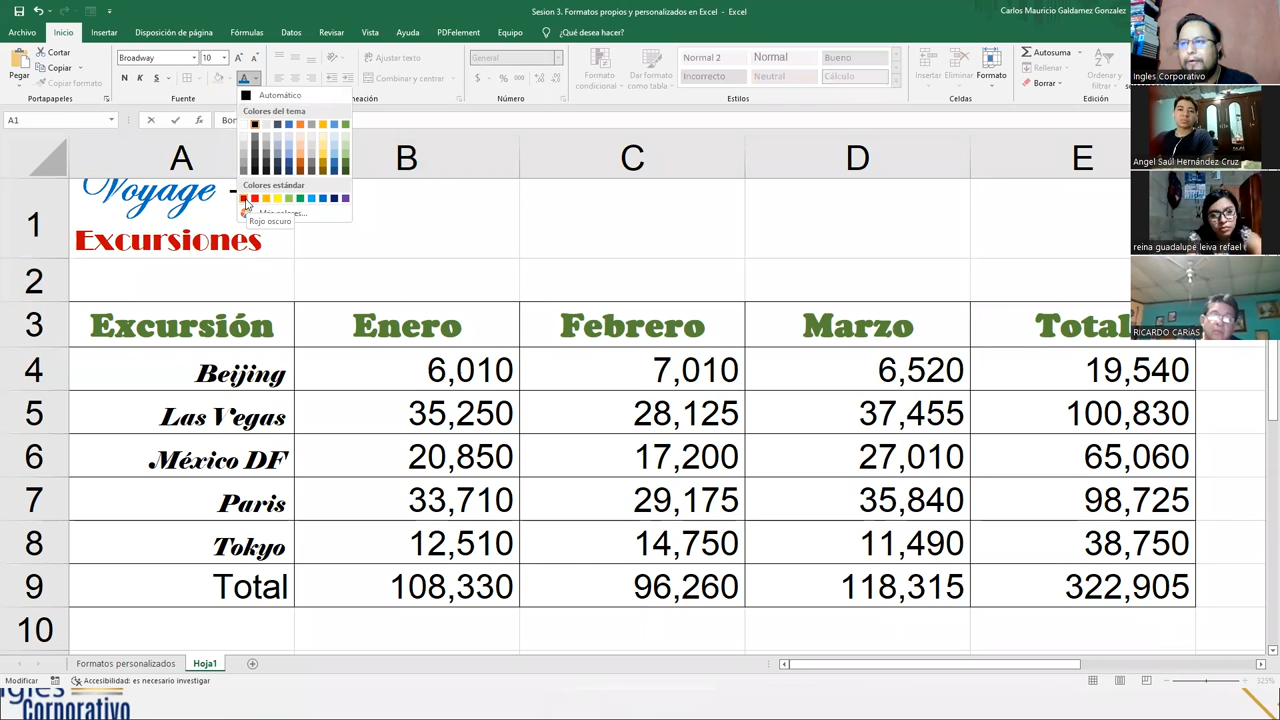 Sesion 3. Formatos propios y personalizados en Excel - Excel
Carlos Mauricio Galdamez Gonzalez
Archivo Inicio Insertar Disposición de página Fórmulas Datos Revisar Vista Ayuda PDFelement Equipo ¿Qué desea hacer?
Pegar
Cortar
Copiar
Copiar formato
Portapapeles
Broadway 10
N K S
Fuente
Ajustar texto
Combinar y centrar
General
Número
Formato condicional
Dar formato como tabla
Normal 2 Normal Bueno
Incorrecto Neutral Cálculo
Estilos
Insertar
Eliminar
Formato
Autosuma
Rellenar
Borrar
Ordenar
Edición
A1
Automático
Colores del tema
Colores estándar
Más colores...
Rojo oscuro
A B C D E
1 Voyage -
Excursiones
2
3 Excursión Enero Febrero Marzo Total
4 Beijing 6,010 7,010 6,520 19,540
5 Las Vegas 35,250 28,125 37,455 100,830
6 México DF 20,850 17,200 27,010 65,060
7 Paris 33,710 29,175 35,840 98,725
8 Tokyo 12,510 14,750 11,490 38,750
9 Total 108,330 96,260 118,315 322,905
10
Formatos personalizados Hoja1
Modificar Accesibilidad: es necesario investigar
325%
Ingles Corporativo
Angel Saúl Hernández Cruz
reina guadalupe leiva refael
RICARDO CARIAS
Corporativo